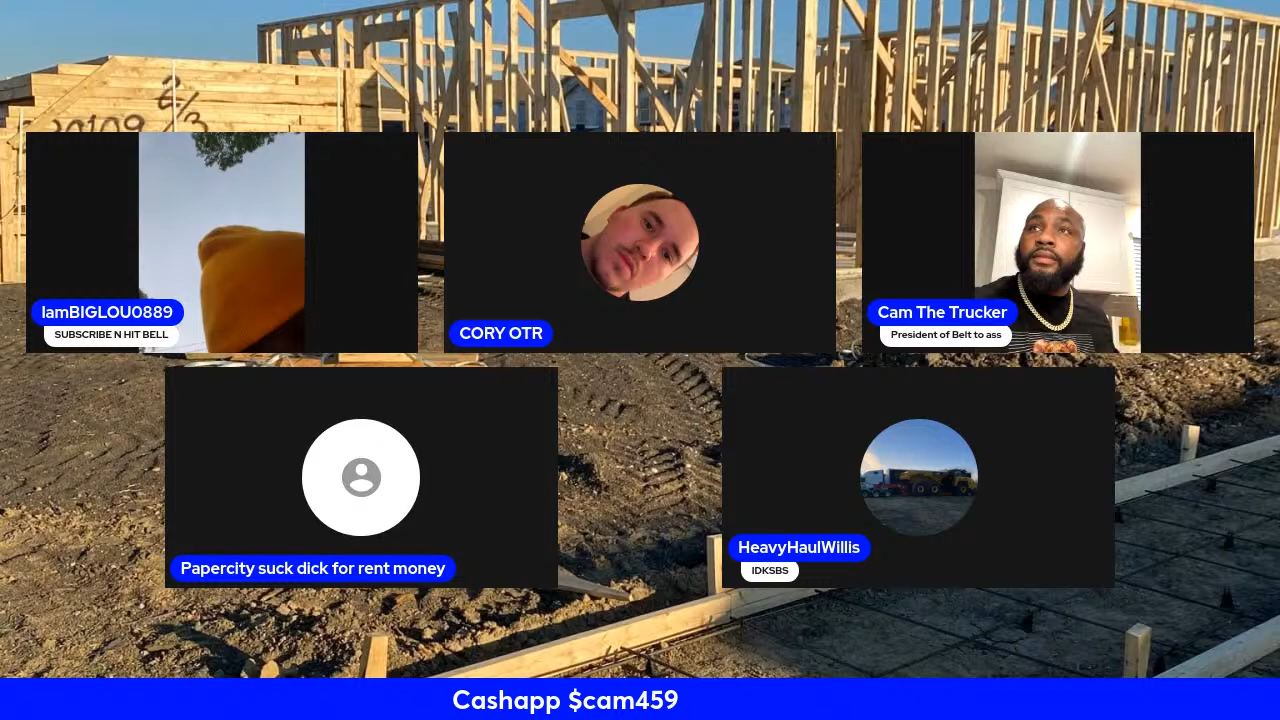 IamBIGLOU0889
SUBSCRIBE N HIT BELL
CORY OTR
Cam The Trucker
President of Belt to ass
Papercity suck dick for rent money
HeavyHaulWillis
IDKSBS
Cashapp $cam459